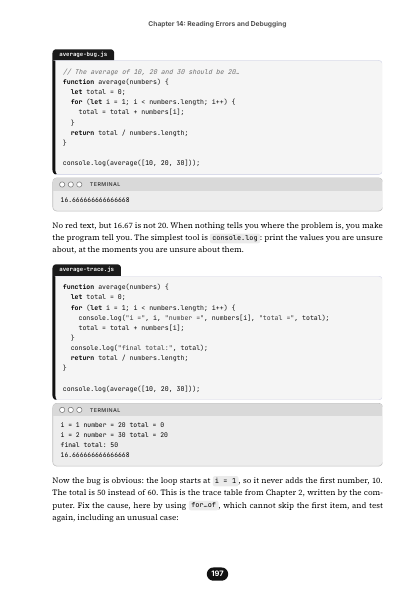 Chapter 14: Reading Errors and Debugging
average-bug.js
// The average of 10, 20 and 30 should be 20…
function average(numbers) {
  let total = 0;
  for (let i = 1; i < numbers.length; i++) {
    total = total + numbers[i];
  }
  return total / numbers.length;
}

console.log(average([10, 20, 30]));
TERMINAL
16.666666666666668
No red text, but 16.67 is not 20. When nothing tells you where the problem is, you make
the program tell you. The simplest tool is console.log: print the values you are unsure
about, at the moments you are unsure about them.
average-trace.js
function average(numbers) {
  let total = 0;
  for (let i = 1; i < numbers.length; i++) {
    console.log("i =", i, "number =", numbers[i], "total =", total);
    total = total + numbers[i];
  }
  console.log("final total:", total);
  return total / numbers.length;
}

console.log(average([10, 20, 30]));
TERMINAL
i = 1 number = 20 total = 0
i = 2 number = 30 total = 20
final total: 50
16.666666666666668
Now the bug is obvious: the loop starts at i = 1, so it never adds the first number, 10.
The total is 50 instead of 60. This is the trace table from Chapter 2, written by the com-
puter. Fix the cause, here by using for…of, which cannot skip the first item, and test
again, including an unusual case:
197